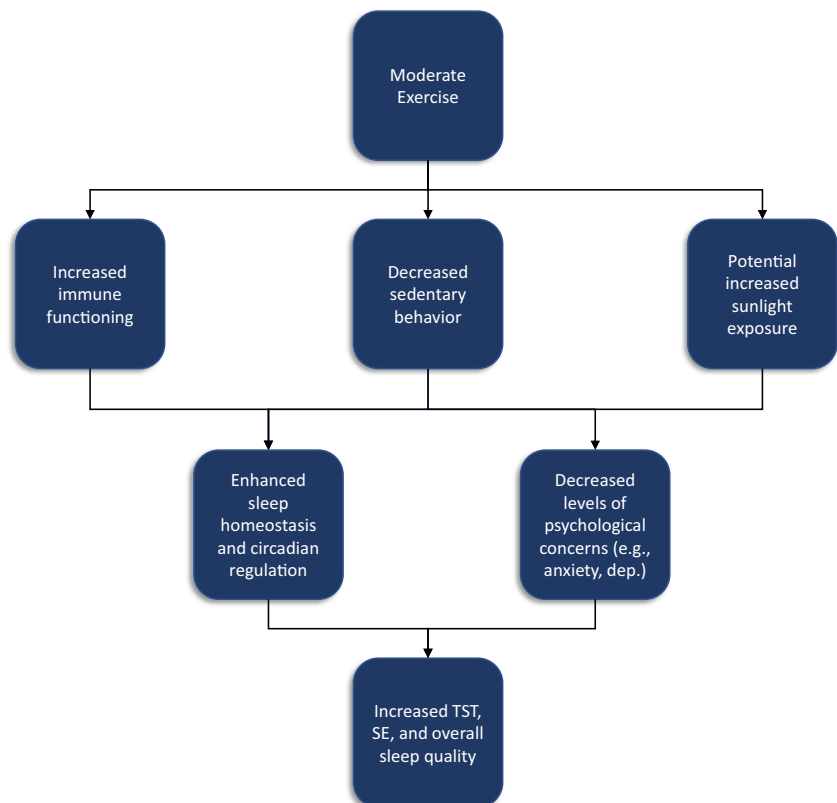 Moderate
Exercise
Increased
immune
functioning
Decreased
sedentary
behavior
Potential
increased
sunlight
exposure
Enhanced
sleep
homeostasis
and circadian
regulation
Decreased
levels of
psychological
concerns (e.g.,
anxiety, dep.)
Increased TST,
SE, and overall
sleep quality